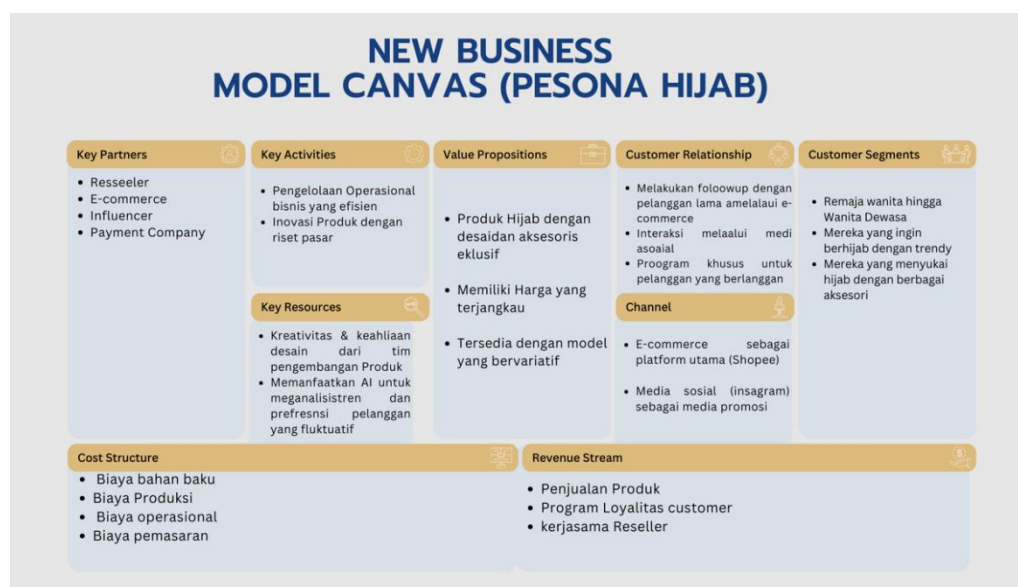 NEW BUSINESS
MODEL CANVAS (PESONA HIJAB)
Key Partners
• Resseeler
• E-commerce
• Influencer
• Payment Company
Key Activities
• Pengelolaan Operasional
bisnis yang efisien
• Inovasi Produk dengan
riset pasar
Key Resources
• Kreativitas & keahliaan
desain dari tim
pengembangan Produk
• Memanfaatkan AI untuk
meganalisistren dan
prefresnsi pelanggan
yang fluktuatif
Value Propositions
• Produk Hijab dengan
desaidan aksesoris
eklusif
• Memiliki Harga yang
terjangkau
• Tersedia dengan model
yang bervariatif
Customer Relationship
• Melakukan foloowup dengan
pelanggan lama amelalaui e-
commerce
• Interaksi melaalui medi
asoaial
• Proogram khusus untuk
pelanggan yang berlanggan
Channel
• E-commerce sebagai
platform utama (Shopee)
• Media sosial (insagram)
sebagai media promosi
Customer Segments
• Remaja wanita hingga
Wanita Dewasa
• Mereka yang ingin
berhijab dengan trendy
• Mereka yang menyukai
hijab dengan berbagai
aksesori
Cost Structure
• Biaya bahan baku
• Biaya Produksi
• Biaya operasional
• Biaya pemasaran
Revenue Stream
• Penjualan Produk
• Program Loyalitas customer
• kerjasama Reseller